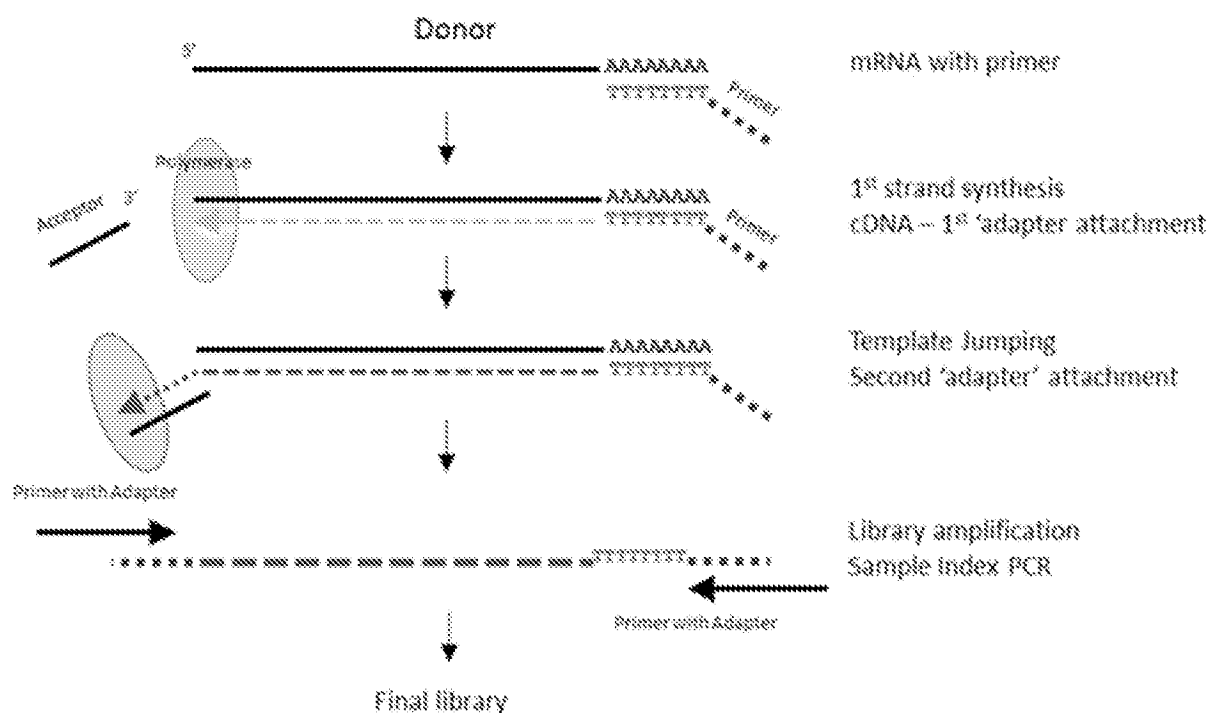 Donor
5'
AAAAAAAA
mRNA with primer
TTTTTTTT
Primer
Polymerase
Acceptor 3'
AAAAAAAA
TTTTTTTT
Primer
1st strand synthesis
cDNA – 1st 'adapter attachment
AAAAAAAA
TTTTTTTT
Template Jumping
Second 'adapter' attachment
Primer with Adapter
TTTTTTTT
Library amplification
Sample Index PCR
Primer with Adapter
Final library